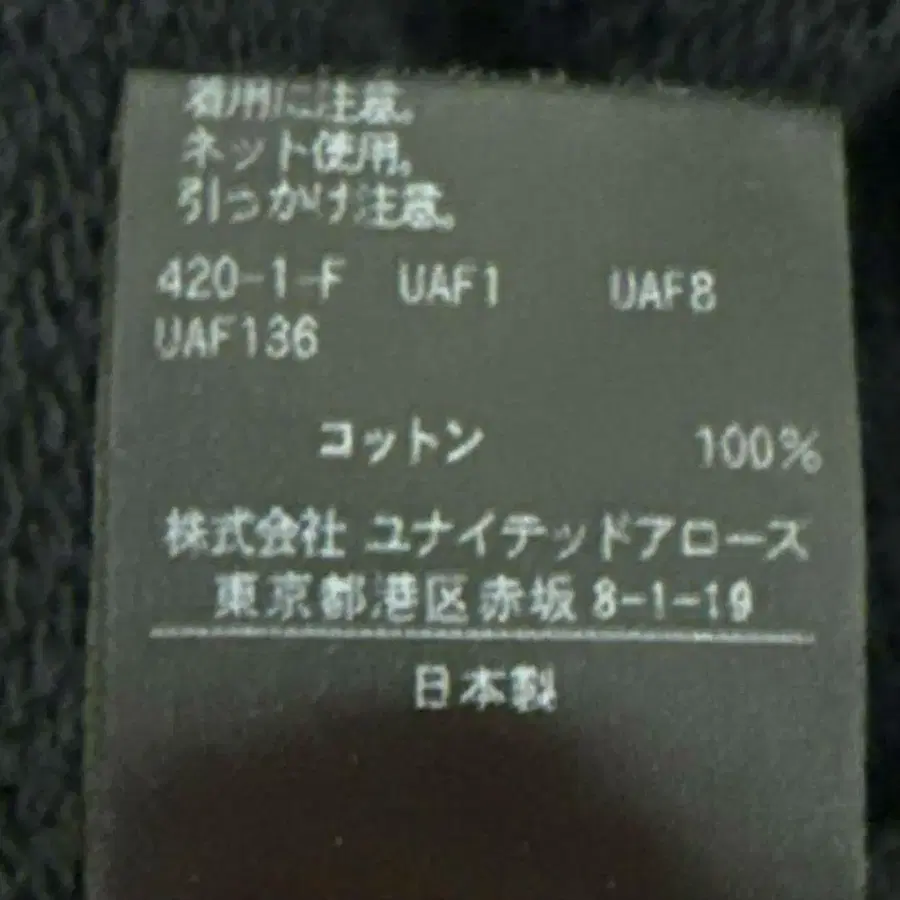 着用に注意。
ネット使用。
引っかけ注意。
420-1-F UAF1 UAF8
UAF136
コットン 100%
株式会社 ユナイテッドアローズ
東京都港区赤坂 8-1-19
日本製